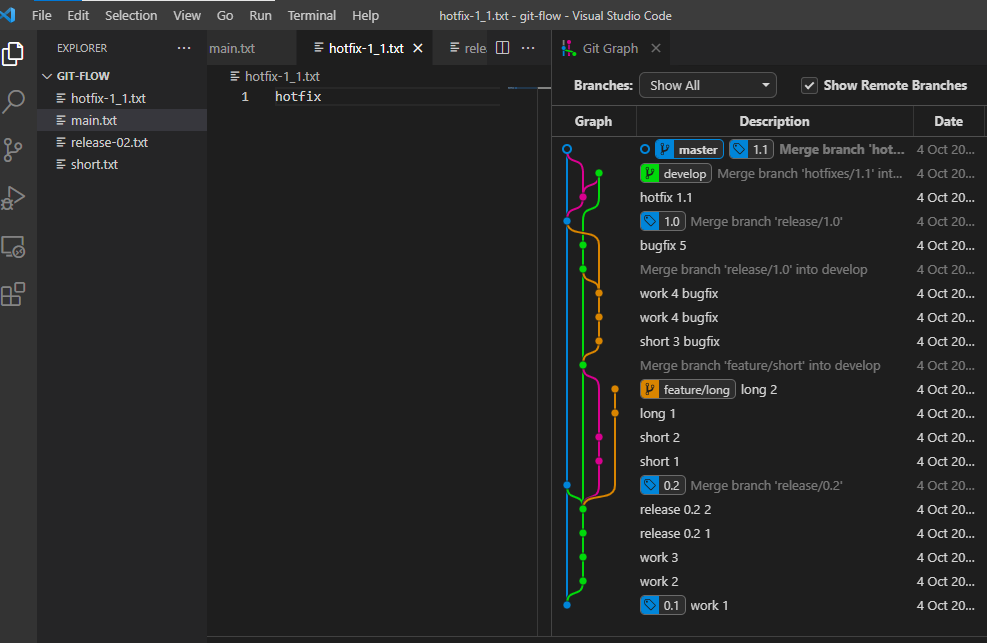 File Edit Selection View Go Run Terminal Help hotfix-1_1.txt - git-flow - Visual Studio Code
EXPLORER ···
GIT-FLOW
hotfix-1_1.txt
main.txt
release-02.txt
short.txt
main.txt hotfix-1_1.txt rele ···
hotfix-1_1.txt
1 hotfix
Git Graph
Branches: Show All Show Remote Branches
Graph Description Date
master 1.1 Merge branch 'hot... 4 Oct 20...
develop Merge branch 'hotfixes/1.1' int... 4 Oct 20...
hotfix 1.1 4 Oct 20...
1.0 Merge branch 'release/1.0' 4 Oct 20...
bugfix 5 4 Oct 20...
Merge branch 'release/1.0' into develop 4 Oct 20...
work 4 bugfix 4 Oct 20...
work 4 bugfix 4 Oct 20...
short 3 bugfix 4 Oct 20...
Merge branch 'feature/short' into develop 4 Oct 20...
feature/long long 2 4 Oct 20...
long 1 4 Oct 20...
short 2 4 Oct 20...
short 1 4 Oct 20...
0.2 Merge branch 'release/0.2' 4 Oct 20...
release 0.2 2 4 Oct 20...
release 0.2 1 4 Oct 20...
work 3 4 Oct 20...
work 2 4 Oct 20...
0.1 work 1 4 Oct 20...